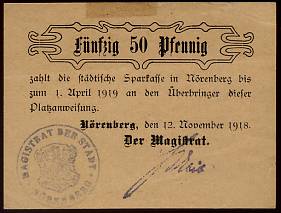 Fünfzig 50 Pfennig
zahlt die städtische Sparkasse in Nörenberg bis
zum 1. April 1919 an den Überbringer dieser
Platzanweisung.
Nörenberg, den 12. November 1918.
Der Magistrat.
MAGISTRAT DER STADT
NÖRENBERG